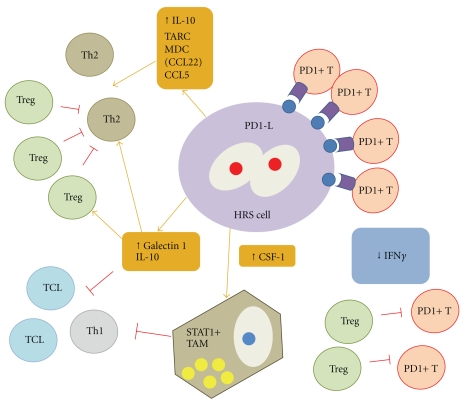 ↑ IL-10
TARC
MDC
(CCL22)
CCL5
Th2
Treg
Th2
Treg
Treg
PD1+ T
PD1+ T
PD1+ T
PD1+ T
PD1-L
HRS cell
↑ Galectin 1
IL-10
↑ CSF-1
↓ IFNγ
TCL
TCL
Th1
STAT1+
TAM
Treg
PD1+ T
Treg
PD1+ T